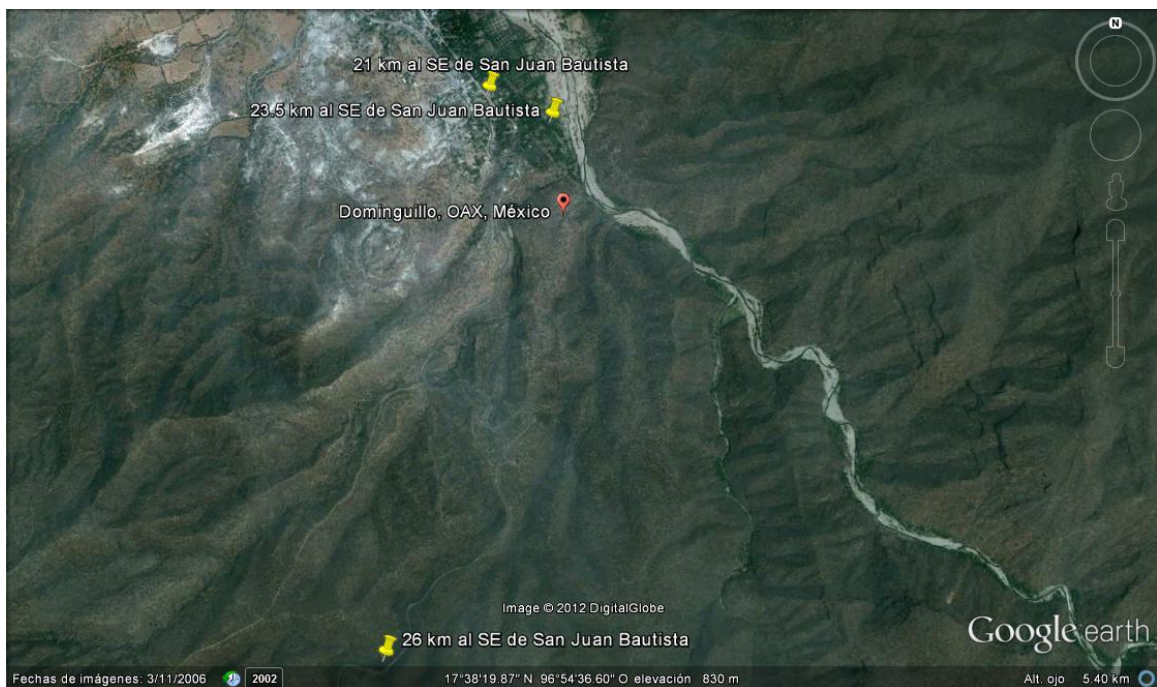 N
21 km al SE de San Juan Bautista
23.5 km al SE de San Juan Bautista
Dominguillo, OAX, México
Image © 2012 DigitalGlobe
26 km al SE de San Juan Bautista
Google earth
Fechas de imágenes: 3/11/2006 2002 17°38'19.87" N 96°54'36.60" O elevación 830 m Alt. ojo 5.40 km